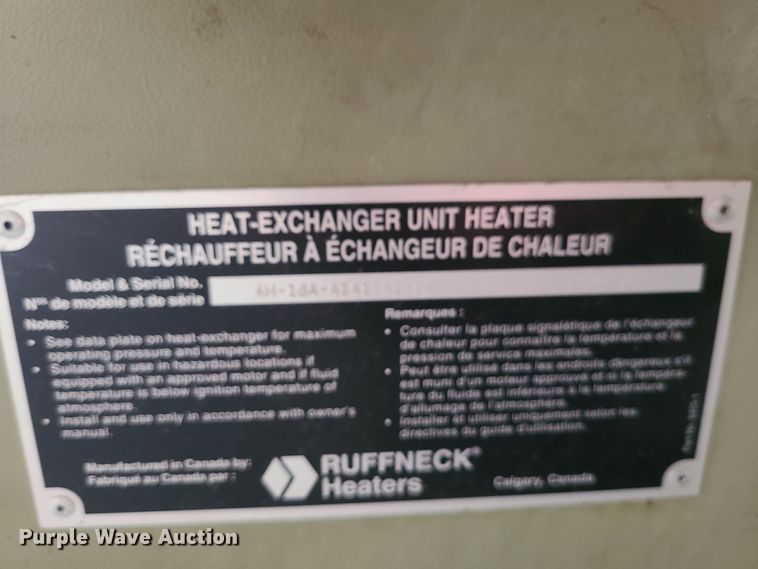 HEAT-EXCHANGER UNIT HEATER
RÉCHAUFFEUR À ÉCHANGEUR DE CHALEUR
Model & Serial No.
Nos de modèle et de série
AH-18A-A1A1-A2-1A
Notes:
• See data plate on heat-exchanger for maximum
operating pressure and temperature.
• Suitable for use in hazardous locations if
equipped with an approved motor and if fluid
temperature is below ignition temperature of
atmosphere.
• Install and use only in accordance with owner's
manual.
Remarques :
• Consulter la plaque signalétique de l'échangeur
de chaleur pour connaître la température et la
pression de service maximales.
• Peut être utilisé dans les endroits dangereux s'il
est muni d'un moteur approuvé et si la tempéra-
ture du fluide est inférieure à la température
d'allumage de l'atmosphère.
• Installer et utiliser uniquement selon les
directives du guide d'utilisation.
Manufactured in Canada by:
Fabriqué au Canada par :
RUFFNECK®
Heaters
Calgary, Canada
Purple Wave Auction